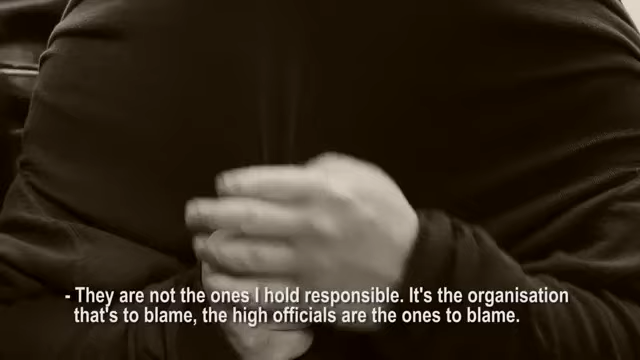 - They are not the ones I hold responsible. It's the organisation
that's to blame, the high officials are the ones to blame.